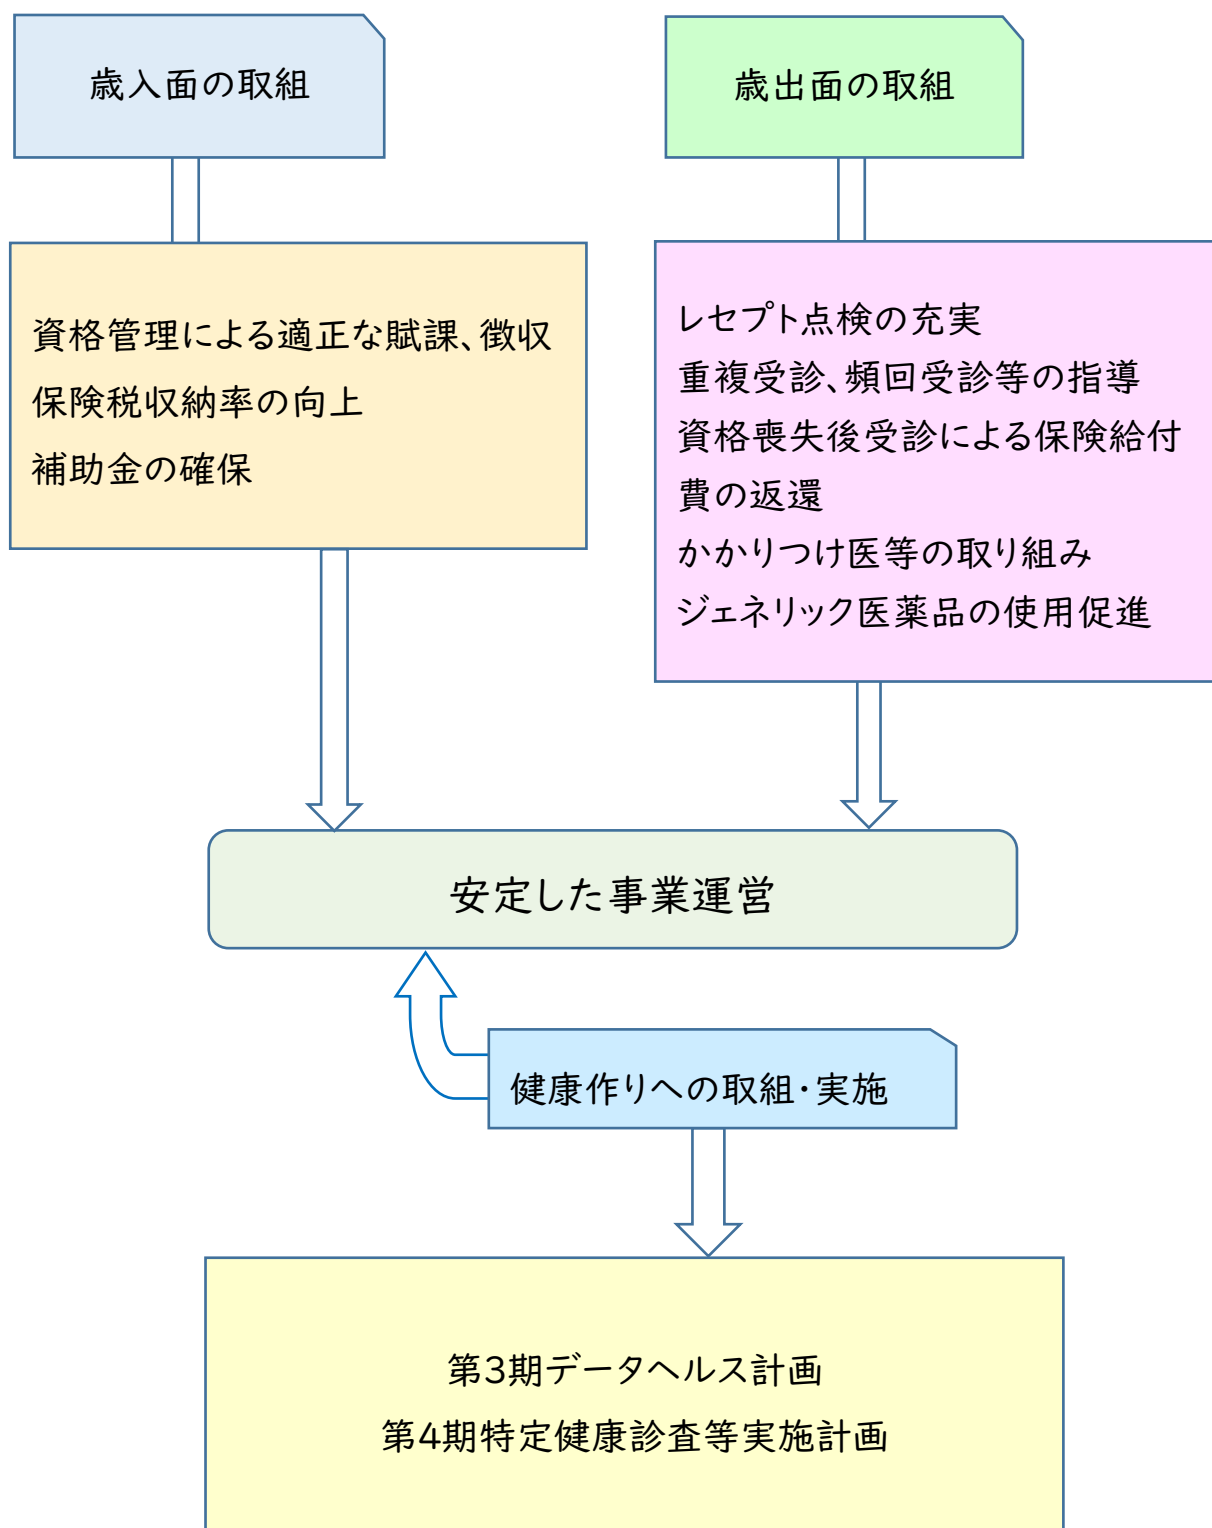 歳入面の取組
歳出面の取組
資格管理による適正な賦課、徴収
保険税収納率の向上
補助金の確保
レセプト点検の充実
重複受診、頻回受診等の指導
資格喪失後受診による保険給付
費の返還
かかりつけ医等の取り組み
ジェネリック医薬品の使用促進
安定した事業運営
健康作りへの取組・実施
第3期データヘルス計画
第4期特定健康診査等実施計画